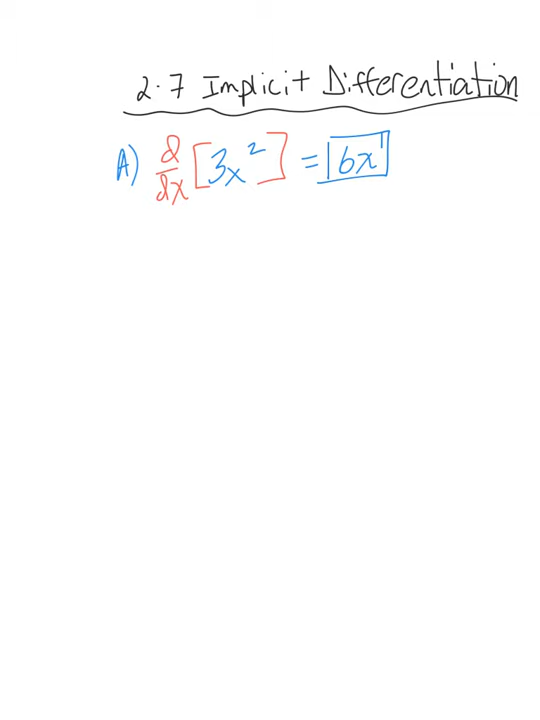 2.7 Implicit Differentiation
A) d/dx [3x²] = 6x¹